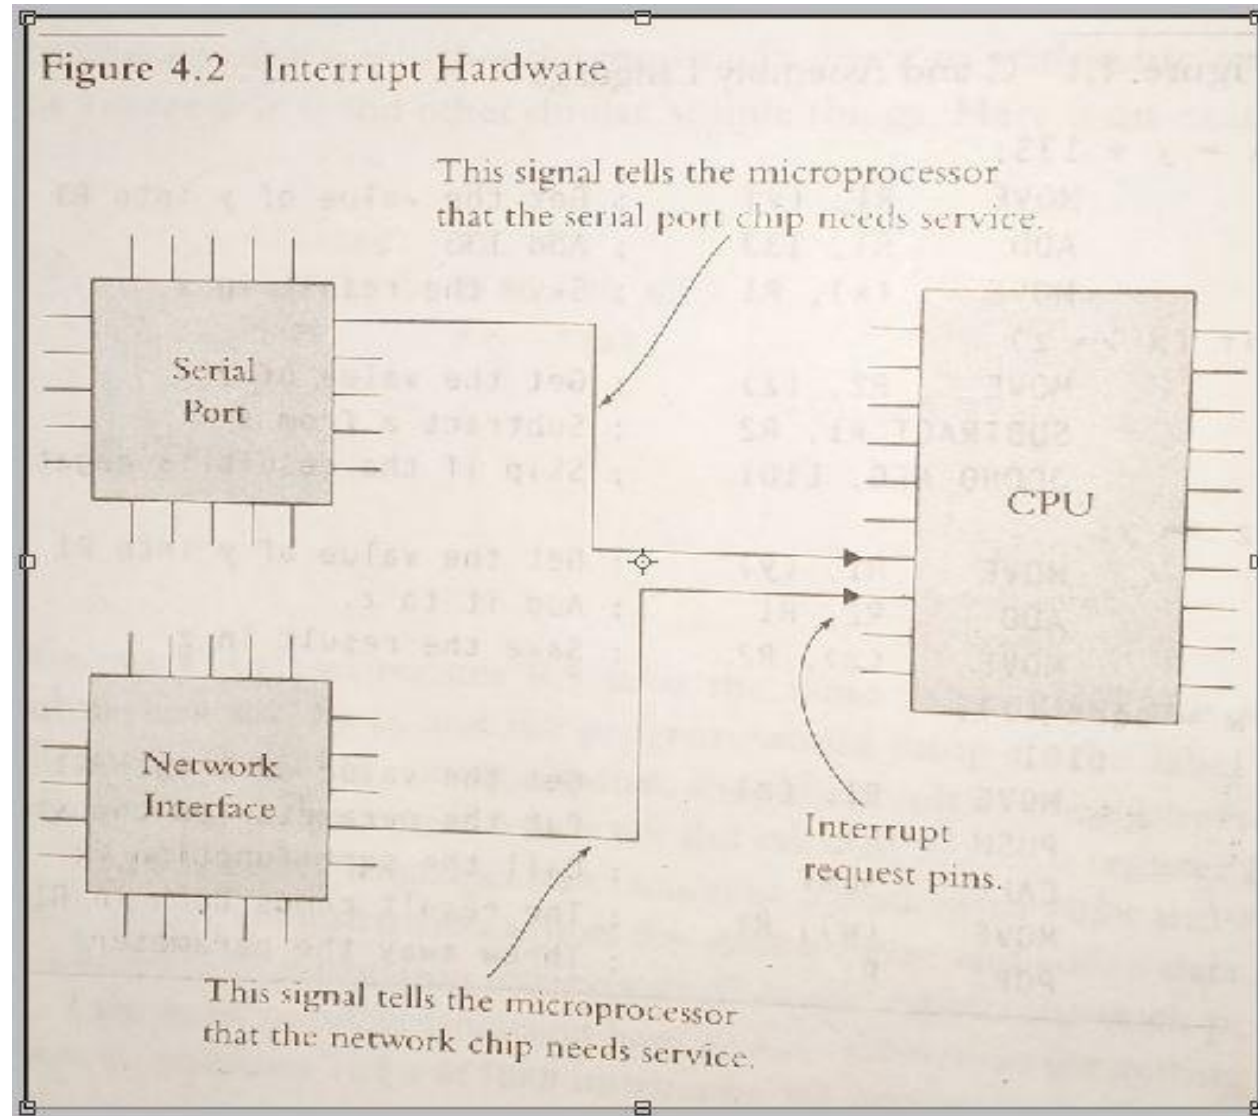 Figure 4.2 Interrupt Hardware
This signal tells the microprocessor
that the serial port chip needs service.
Serial
Port
CPU
Network
Interface
Interrupt
request pins.
This signal tells the microprocessor
that the network chip needs service.